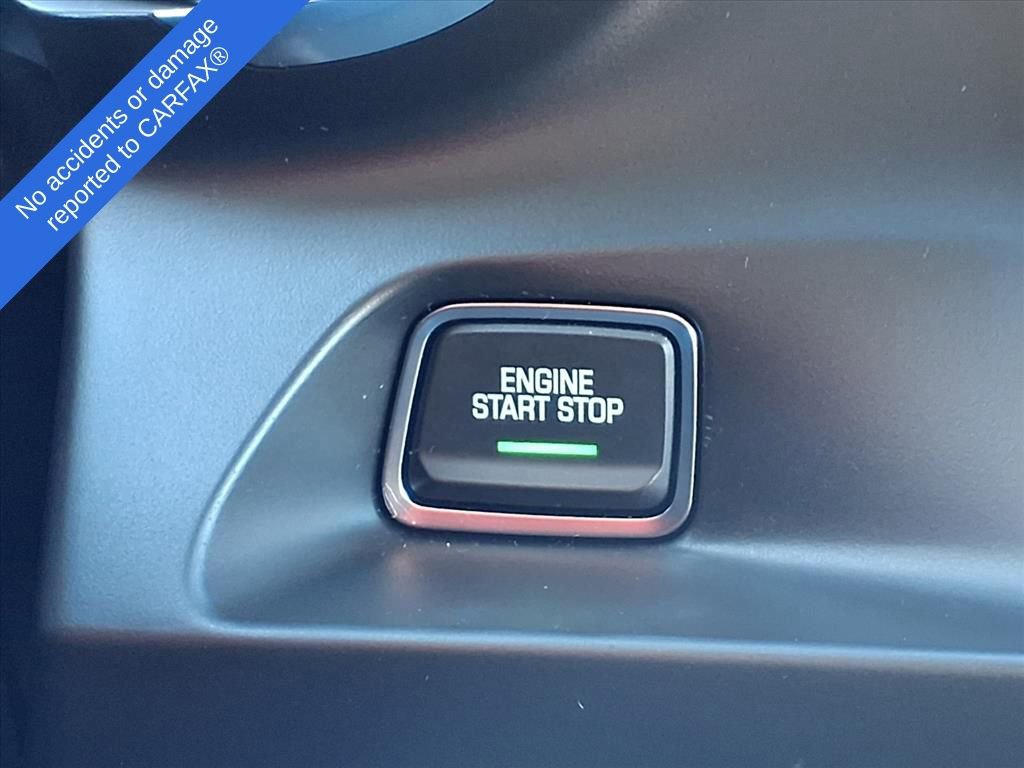 No accidents or damage
reported to CARFAX®
ENGINE
START STOP